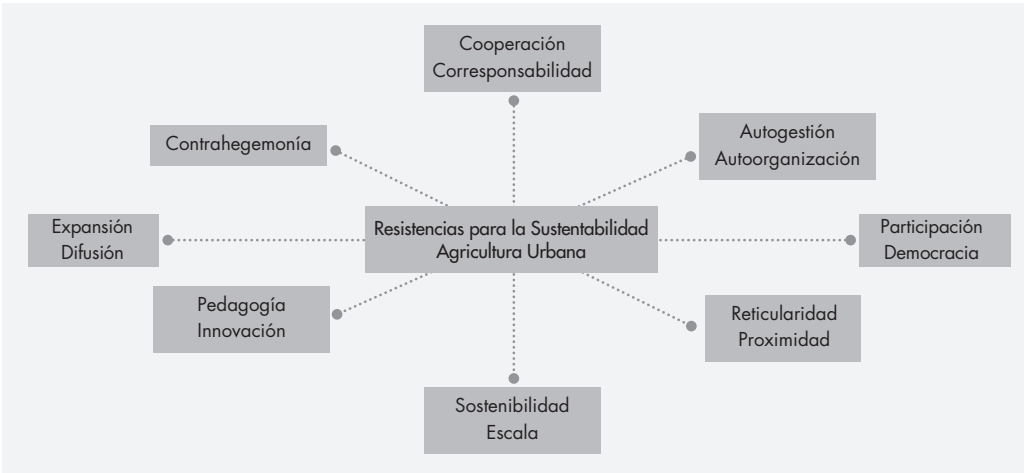 Cooperación
Corresponsabilidad
Contrahegemonía
Autogestión
Autoorganización
Expansión
Difusión
Resistencias para la Sustentabilidad
Agricultura Urbana
Participación
Democracia
Pedagogía
Innovación
Reticularidad
Proximidad
Sostenibilidad
Escala